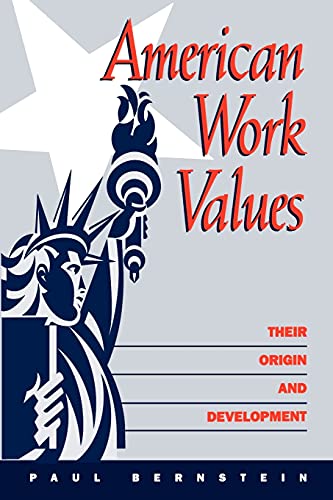 American
Work
Values
THEIR
ORIGIN
AND
DEVELOPMENT
PAUL BERNSTEIN